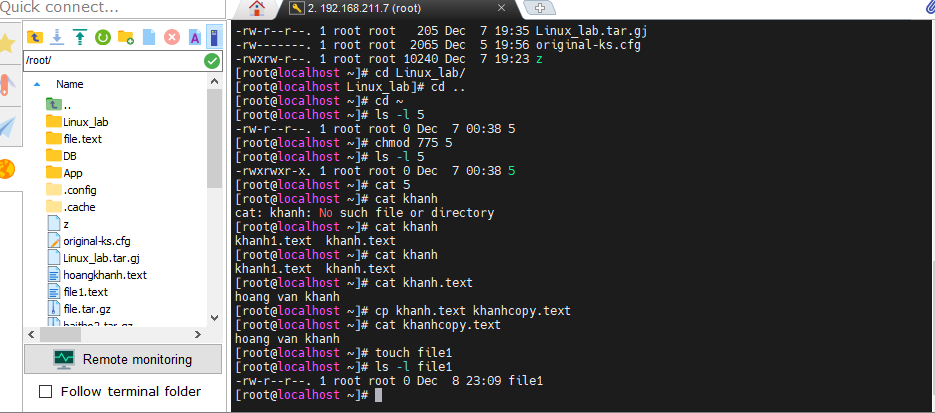 Quick connect...
/root/
Name
..
Linux_lab
file.text
DB
App
.config
.cache
z
original-ks.cfg
Linux_lab.tar.gj
hoangkhanh.text
file1.text
file.tar.gz
Remote monitoring
Follow terminal folder
2. 192.168.211.7 (root)
-rw-r--r--. 1 root root   205 Dec  7 19:35 Linux_lab.tar.gj
-rw-------. 1 root root  2065 Dec  5 19:56 original-ks.cfg
-rwxrw-r--. 1 root root 10240 Dec  7 19:23 z
[root@localhost ~]# cd Linux_lab/
[root@localhost Linux_lab]# cd ..
[root@localhost ~]# cd ~
[root@localhost ~]# ls -l 5
-rw-r--r--. 1 root root 0 Dec  7 00:38 5
[root@localhost ~]# chmod 775 5
[root@localhost ~]# ls -l 5
-rwxrwxr-x. 1 root root 0 Dec  7 00:38 5
[root@localhost ~]# cat 5
[root@localhost ~]# cat khanh
cat: khanh: No such file or directory
[root@localhost ~]# cat khanh
khanh1.text  khanh.text
[root@localhost ~]# cat khanh
khanh1.text  khanh.text
[root@localhost ~]# cat khanh.text
hoang van khanh
[root@localhost ~]# cp khanh.text khanhcopy.text
[root@localhost ~]# cat khanhcopy.text
hoang van khanh
[root@localhost ~]# touch file1
[root@localhost ~]# ls -l file1
-rw-r--r--. 1 root root 0 Dec  8 23:09 file1
[root@localhost ~]#